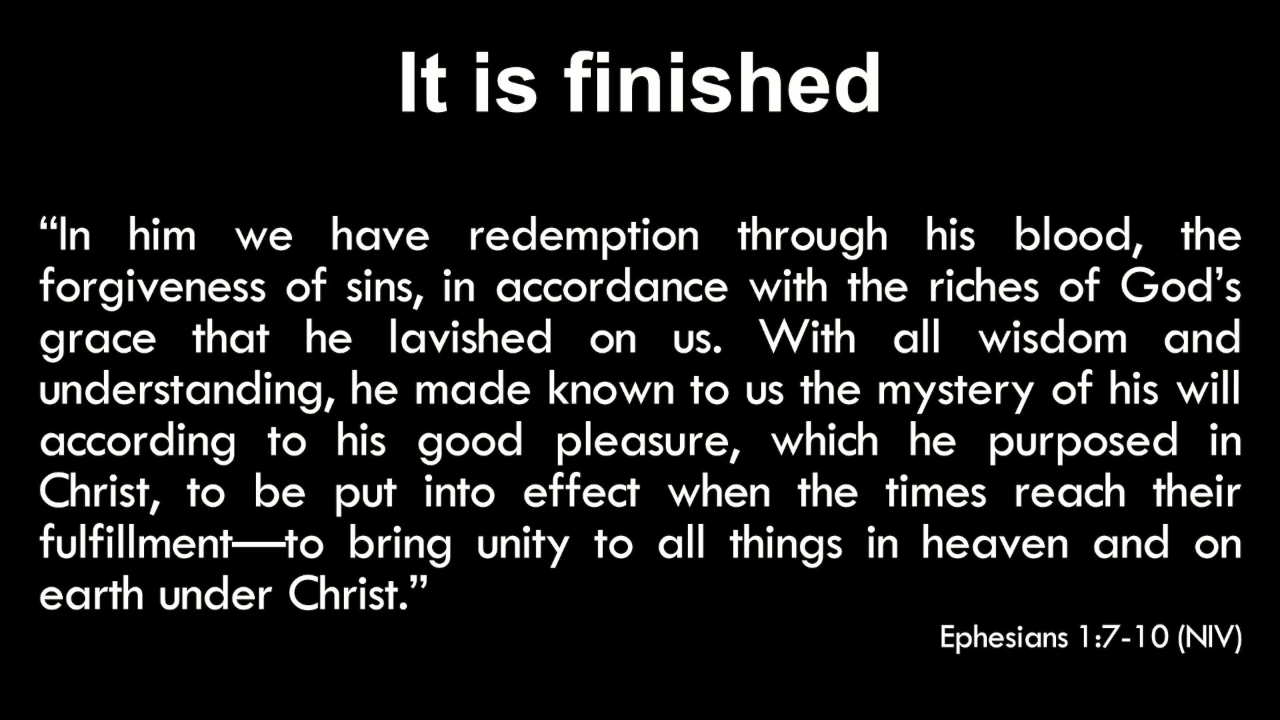 It is finished
“In him we have redemption through his blood, the
forgiveness of sins, in accordance with the riches of God’s
grace that he lavished on us. With all wisdom and
understanding, he made known to us the mystery of his will
according to his good pleasure, which he purposed in
Christ, to be put into effect when the times reach their
fulfillment—to bring unity to all things in heaven and on
earth under Christ.”
Ephesians 1:7-10 (NIV)